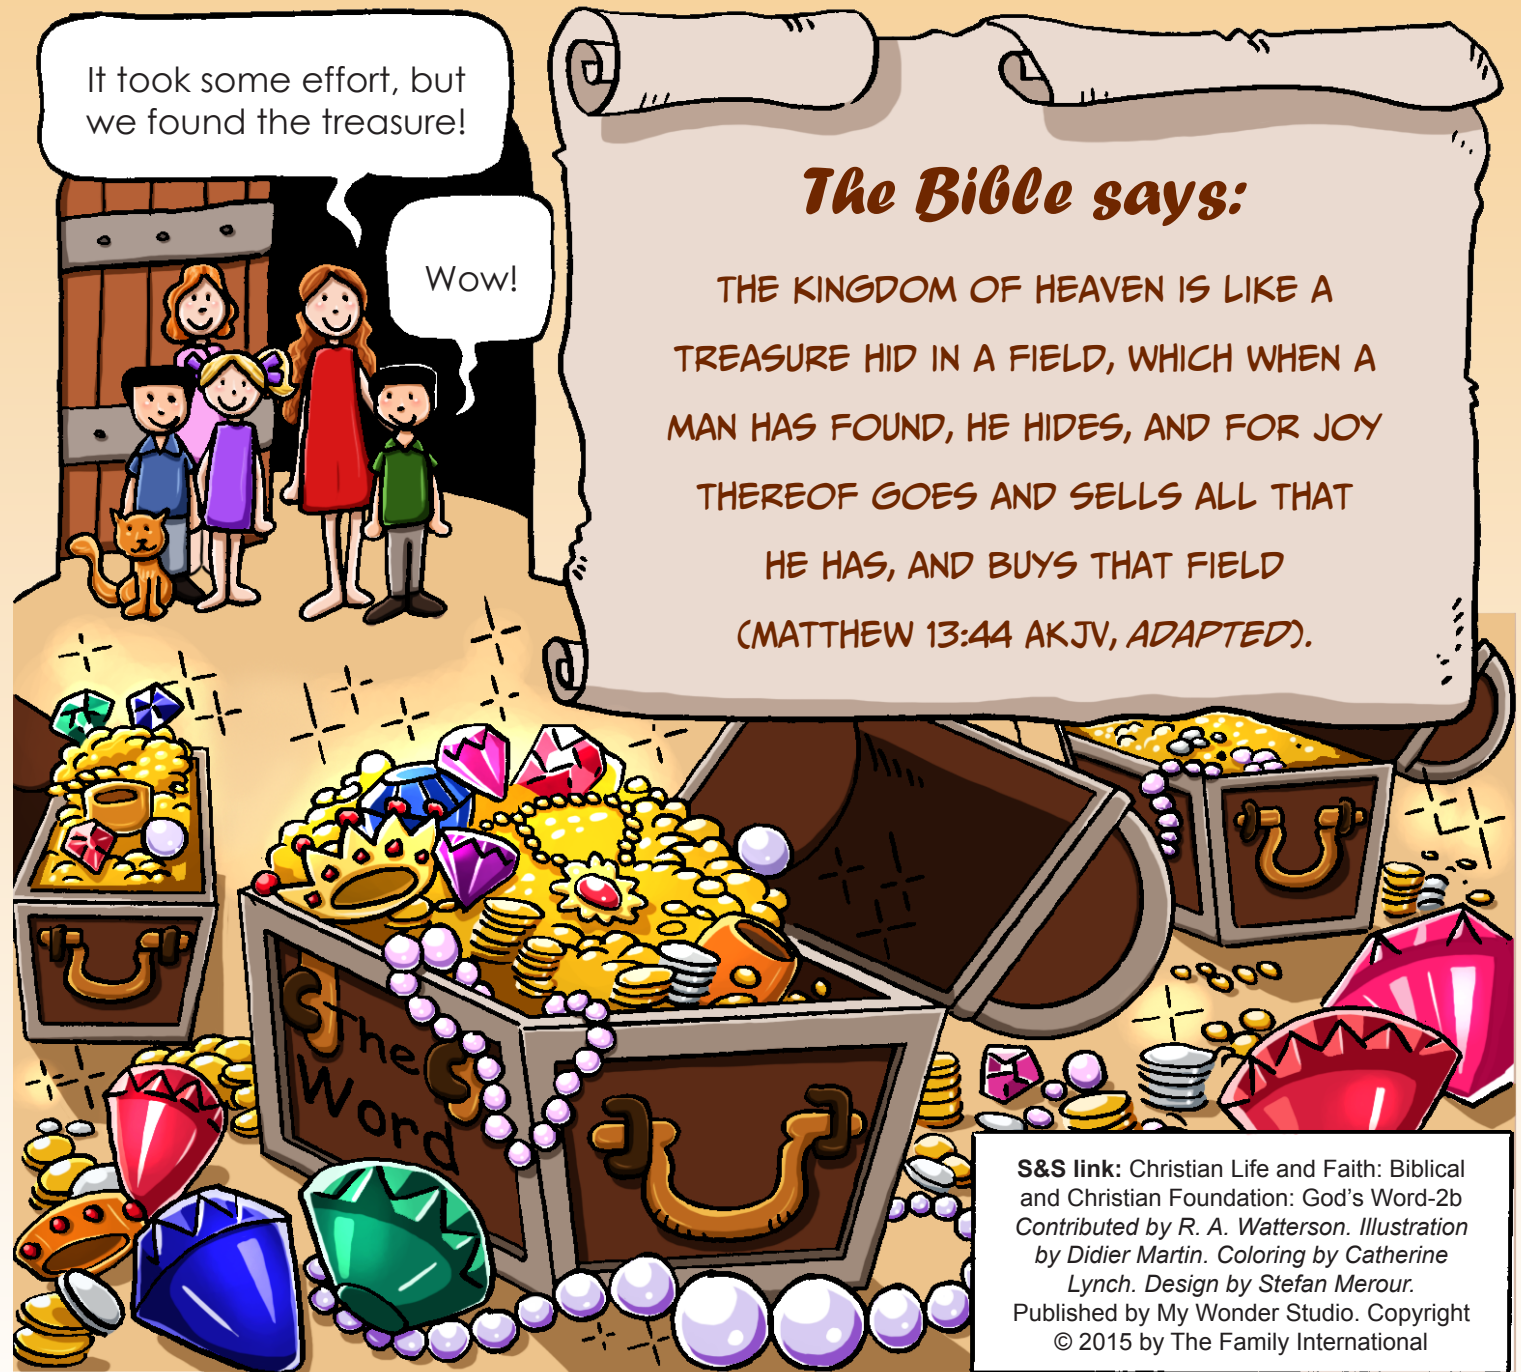 It took some effort, but
we found the treasure!
Wow!
The Bible says:
THE KINGDOM OF HEAVEN IS LIKE A
TREASURE HID IN A FIELD, WHICH WHEN A
MAN HAS FOUND, HE HIDES, AND FOR JOY
THEREOF GOES AND SELLS ALL THAT
HE HAS, AND BUYS THAT FIELD
(MATTHEW 13:44 AKJV, ADAPTED).
The
Word
S&S link: Christian Life and Faith: Biblical
and Christian Foundation: God's Word-2b
Contributed by R. A. Watterson. Illustration
by Didier Martin. Coloring by Catherine
Lynch. Design by Stefan Merour.
Published by My Wonder Studio. Copyright
© 2015 by The Family International